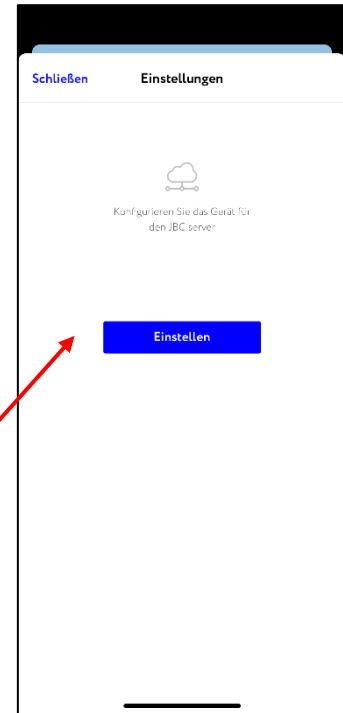 Schließen
Einstellungen
Konfigurieren Sie das Gerät für
den JBC server
Einstellen